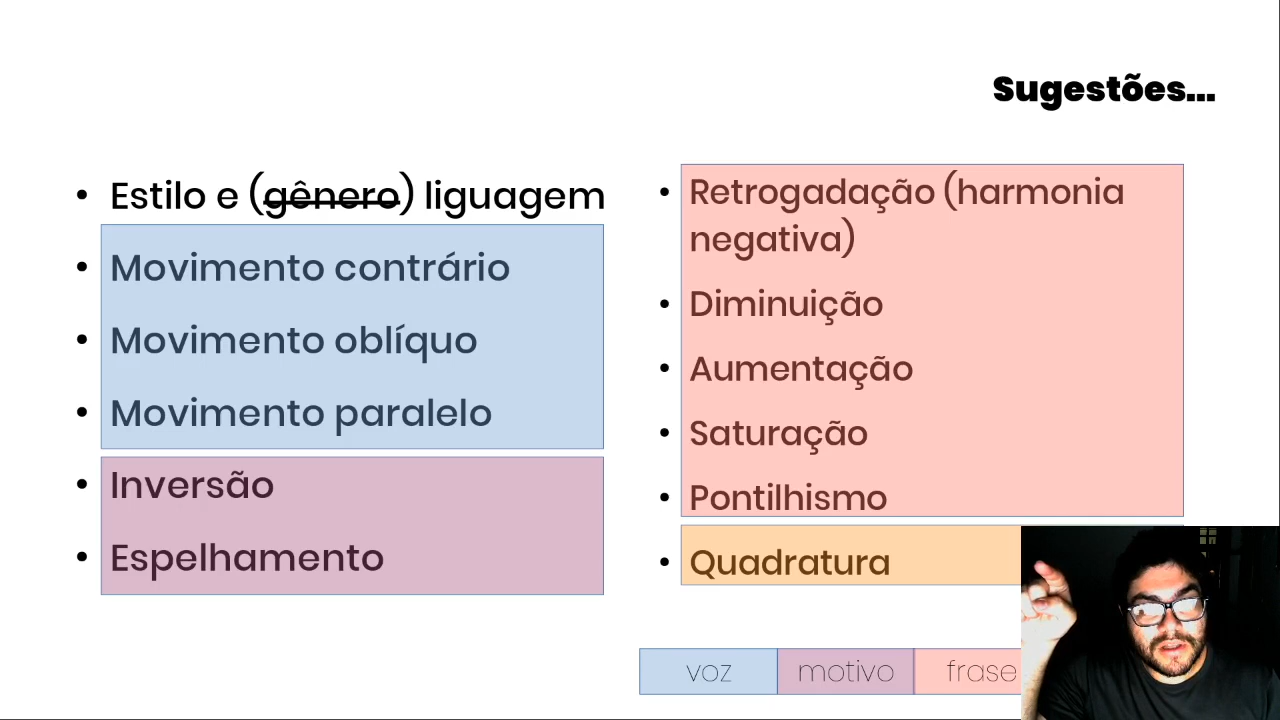 Sugestões...
Estilo e (gênero) liguagem
Movimento contrário
Movimento oblíquo
Movimento paralelo
Inversão
Espelhamento
Retrogadação (harmonia
negativa)
Diminuição
Aumentação
Saturação
Pontilhismo
Quadratura
voz
motivo
frase